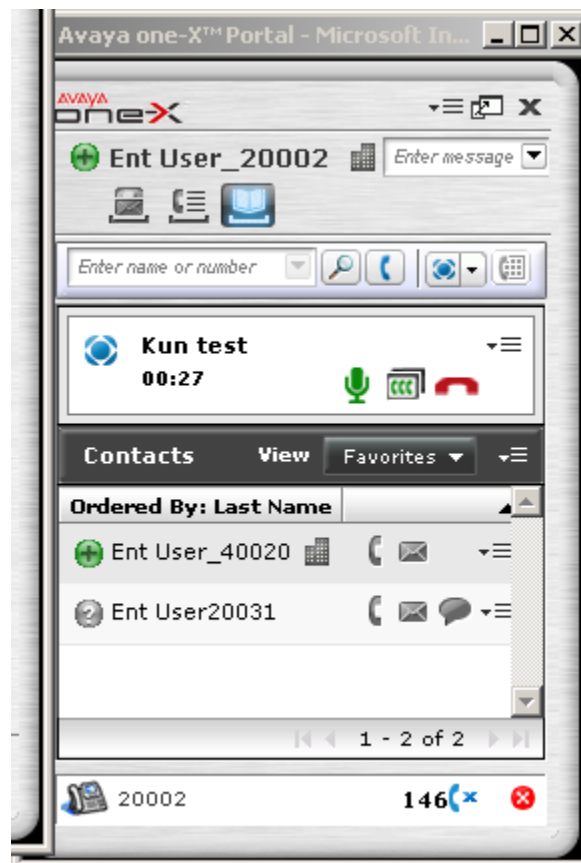 Avaya one-X™ Portal - Microsoft In...
AVAYA
one-X
Ent User_20002 Enter message
Enter name or number
Kun test
00:27
Contacts View Favorites
Ordered By: Last Name
Ent User_40020
Ent User20031
1 - 2 of 2
20002 146